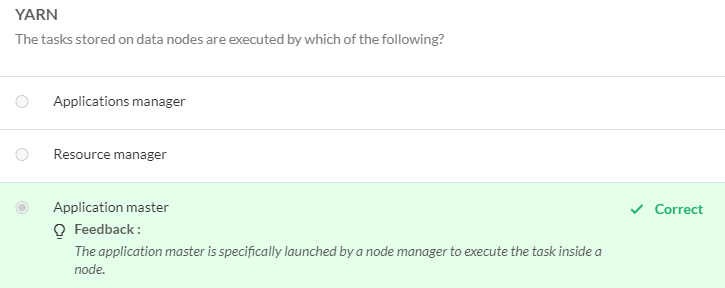 YARN
The tasks stored on data nodes are executed by which of the following?
Applications manager
Resource manager
Application master
Correct
Feedback :
The application master is specifically launched by a node manager to execute the task inside a
node.